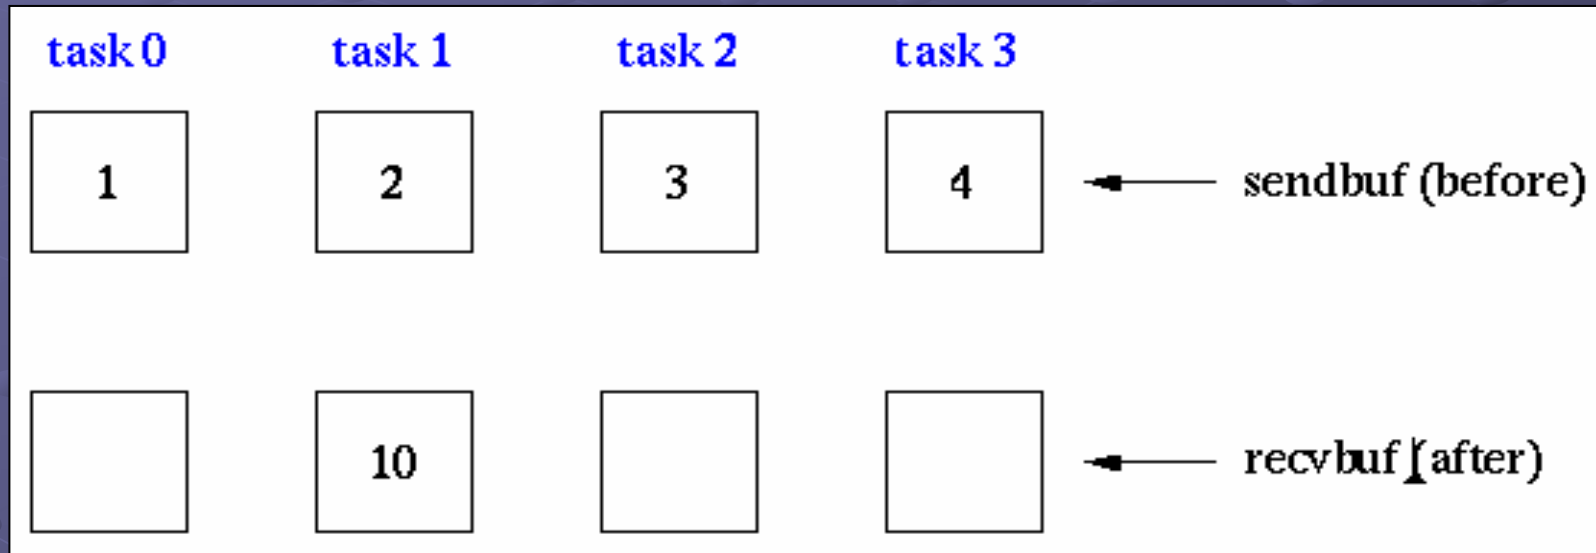 task 0 task 1 task 2 task 3
1 2 3 4 sendbuf (before)
10 recvbuf (after)